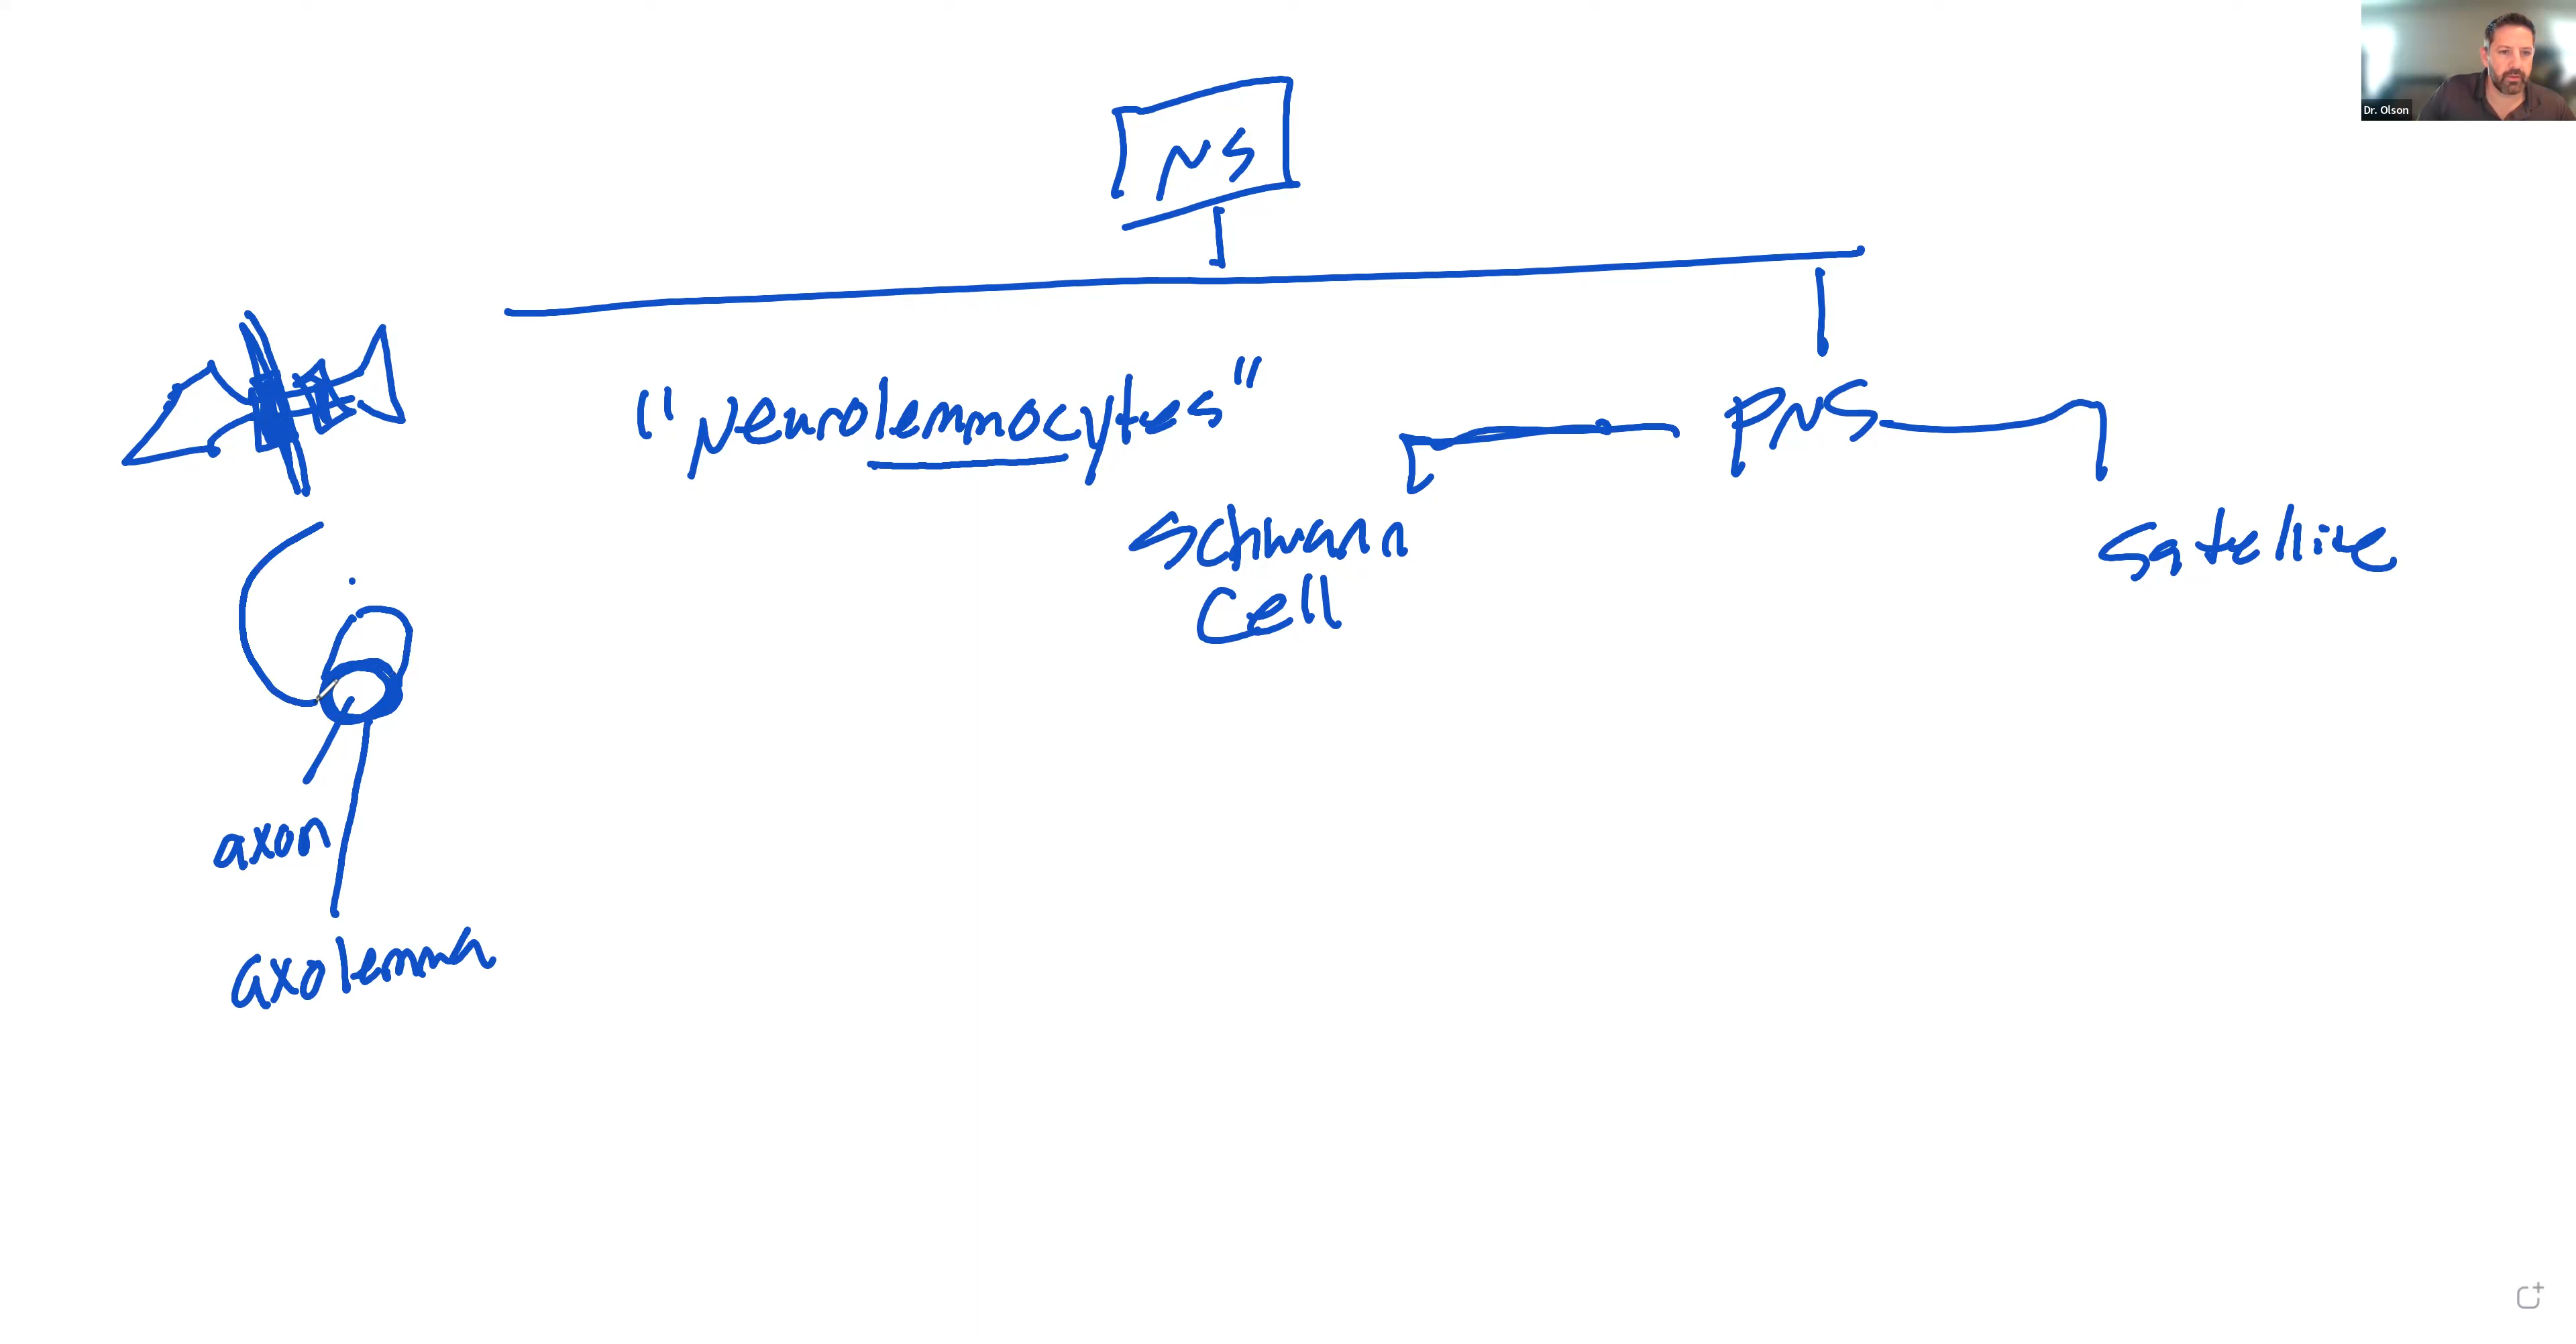 Dr. Olson
NS
"Neurolemmocytes"
PNS
Schwann
Cell
Satellite
axon
axolemma